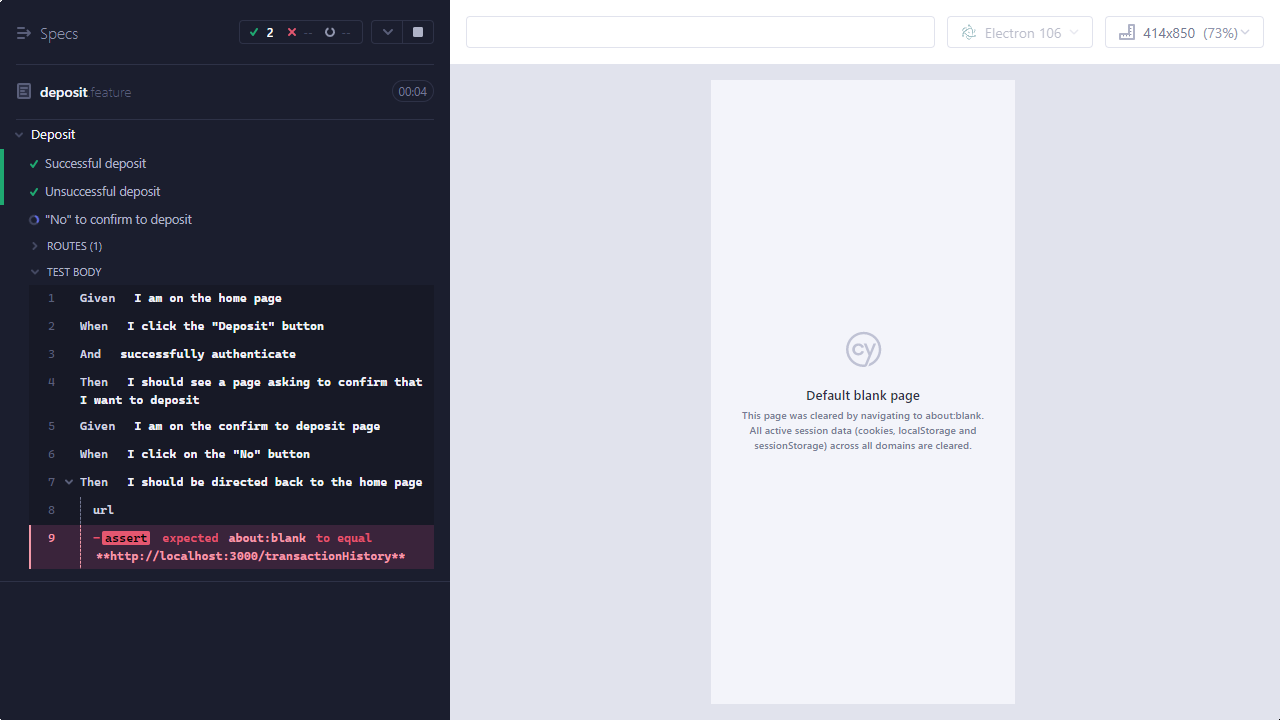 Specs
2
--
--
Electron 106
414x850 (73%)
deposit.feature
00:04
Deposit
Successful deposit
Unsuccessful deposit
"No" to confirm to deposit
ROUTES (1)
TEST BODY
1 Given I am on the home page
2 When I click the "Deposit" button
3 And successfully authenticate
4 Then I should see a page asking to confirm that
I want to deposit
5 Given I am on the confirm to deposit page
6 When I click on the "No" button
7 Then I should be directed back to the home page
8 url
9 -assert expected about:blank to equal
**http://localhost:3000/transactionHistory**
cy
Default blank page
This page was cleared by navigating to about:blank.
All active session data (cookies, localStorage and
sessionStorage) across all domains are cleared.